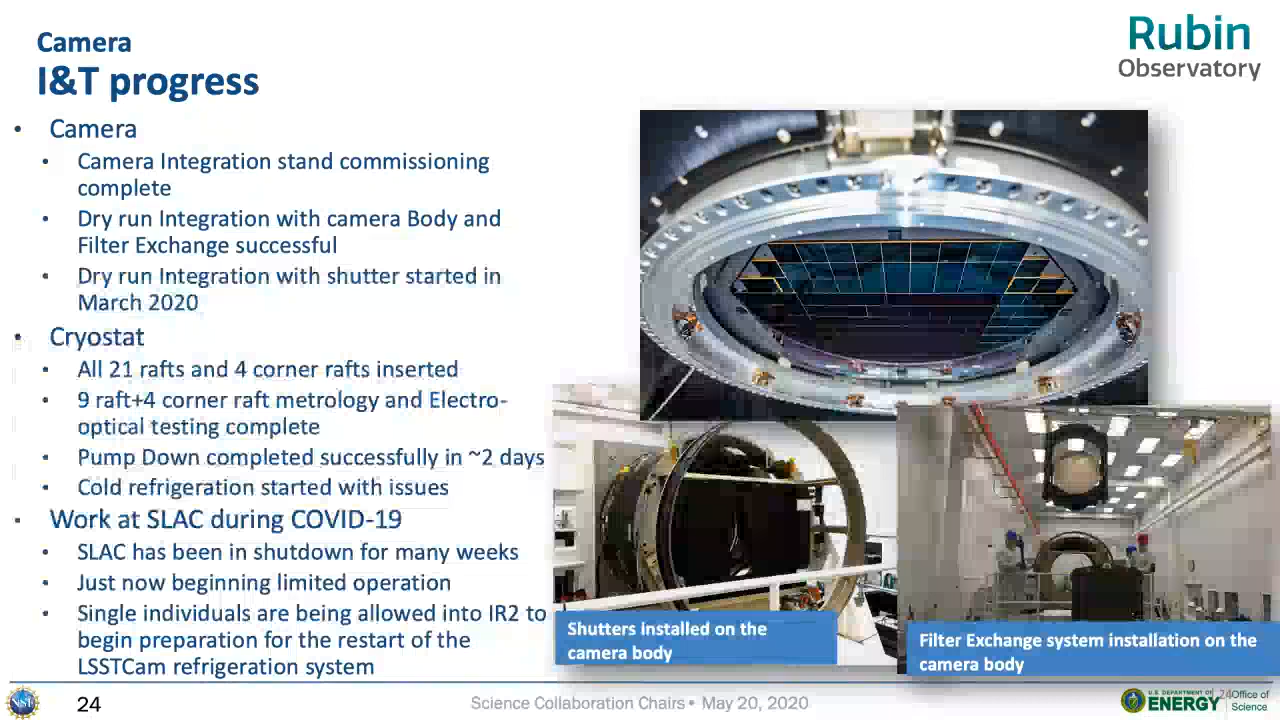 Camera
I&T progress
Rubin
Observatory
• Camera
• Camera Integration stand commissioning
complete
• Dry run Integration with camera Body and
Filter Exchange successful
• Dry run Integration with shutter started in
March 2020
• Cryostat
• All 21 rafts and 4 corner rafts inserted
• 9 raft+4 corner raft metrology and Electro-
optical testing complete
• Pump Down completed successfully in ~2 days
• Cold refrigeration started with issues
• Work at SLAC during COVID-19
• SLAC has been in shutdown for many weeks
• Just now beginning limited operation
• Single individuals are being allowed into IR2 to
begin preparation for the restart of the
LSSTCam refrigeration system
Shutters installed on the
camera body
Filter Exchange system installation on the
camera body
NSF
24
Science Collaboration Chairs • May 20, 2020
U.S. DEPARTMENT OF
ENERGY
24
Office of
Science